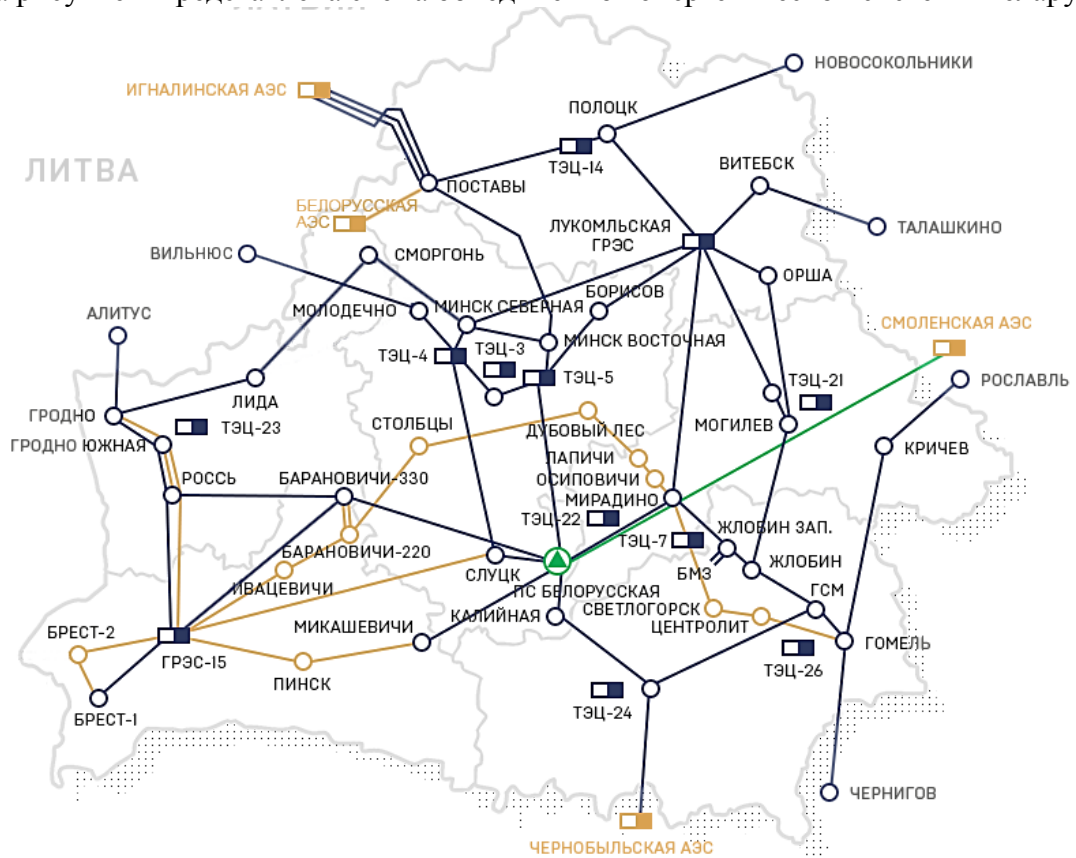 НОВОСОКОЛЬНИКИ
ИГНАЛИНСКАЯ АЭС
ПОЛОЦК
ЛИТВА
ТЭЦ-14
ВИТЕБСК
ПОСТАВЫ
БЕЛОРУССКАЯ
АЭС
ЛУКОМЛЬСКАЯ
ГРЭС
ТАЛАШКИНО
ВИЛЬНЮС
СМОРГОНЬ
ОРША
БОРИСОВ
МОЛОДЕЧНО
МИНСК СЕВЕРНАЯ
АЛИТУС
СМОЛЕНСКАЯ АЭС
МИНСК ВОСТОЧНАЯ
ТЭЦ-3
ТЭЦ-4
ТЭЦ-5
ТЭЦ-21
РОСЛАВЛЬ
ЛИДА
ГРОДНО
ТЭЦ-23
СТОЛБЦЫ
ДУБОВЫЙ ЛЕС
МОГИЛЕВ
ГРОДНО ЮЖНАЯ
КРИЧЕВ
ЛАПИЧИ
РОССЬ
БАРАНОВИЧИ-330
ОСИПОВИЧИ
МИРАДИНО
ТЭЦ-22
ЖЛОБИН ЗАП.
ТЭЦ-7
БАРАНОВИЧИ-220
ЖЛОБИН
СЛУЦК
БМЗ
ИВАЦЕВИЧИ
ПС БЕЛОРУССКАЯ
ГСМ
КАЛИЙНАЯ
СВЕТЛОГОРСК
ЦЕНТРОЛИТ
БРЕСТ-2
МИКАШЕВИЧИ
ГОМЕЛЬ
ГРЭС-15
ТЭЦ-26
ПИНСК
ТЭЦ-24
БРЕСТ-1
ЧЕРНИГОВ
ЧЕРНОБЫЛЬСКАЯ АЭС